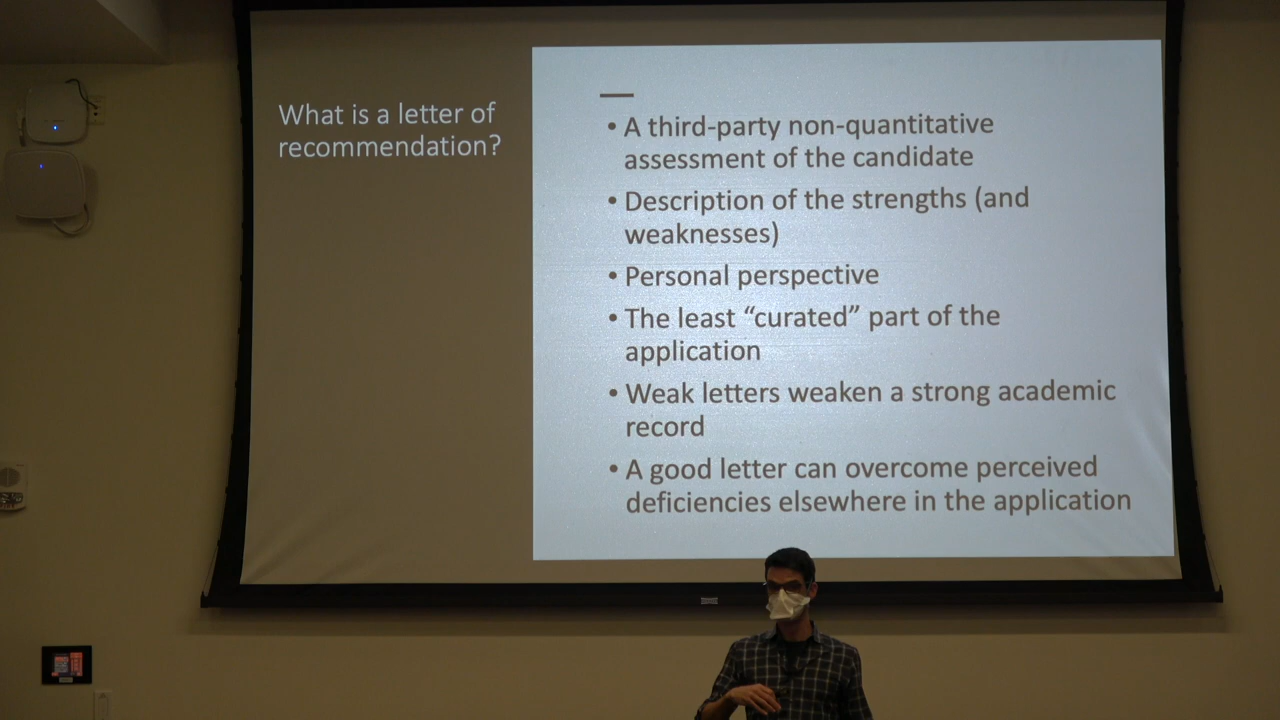 What is a letter of
recommendation?
• A third-party non-quantitative
assessment of the candidate
• Description of the strengths (and
weaknesses)
• Personal perspective
• The least “curated” part of the
application
• Weak letters weaken a strong academic
record
• A good letter can overcome perceived
deficiencies elsewhere in the application